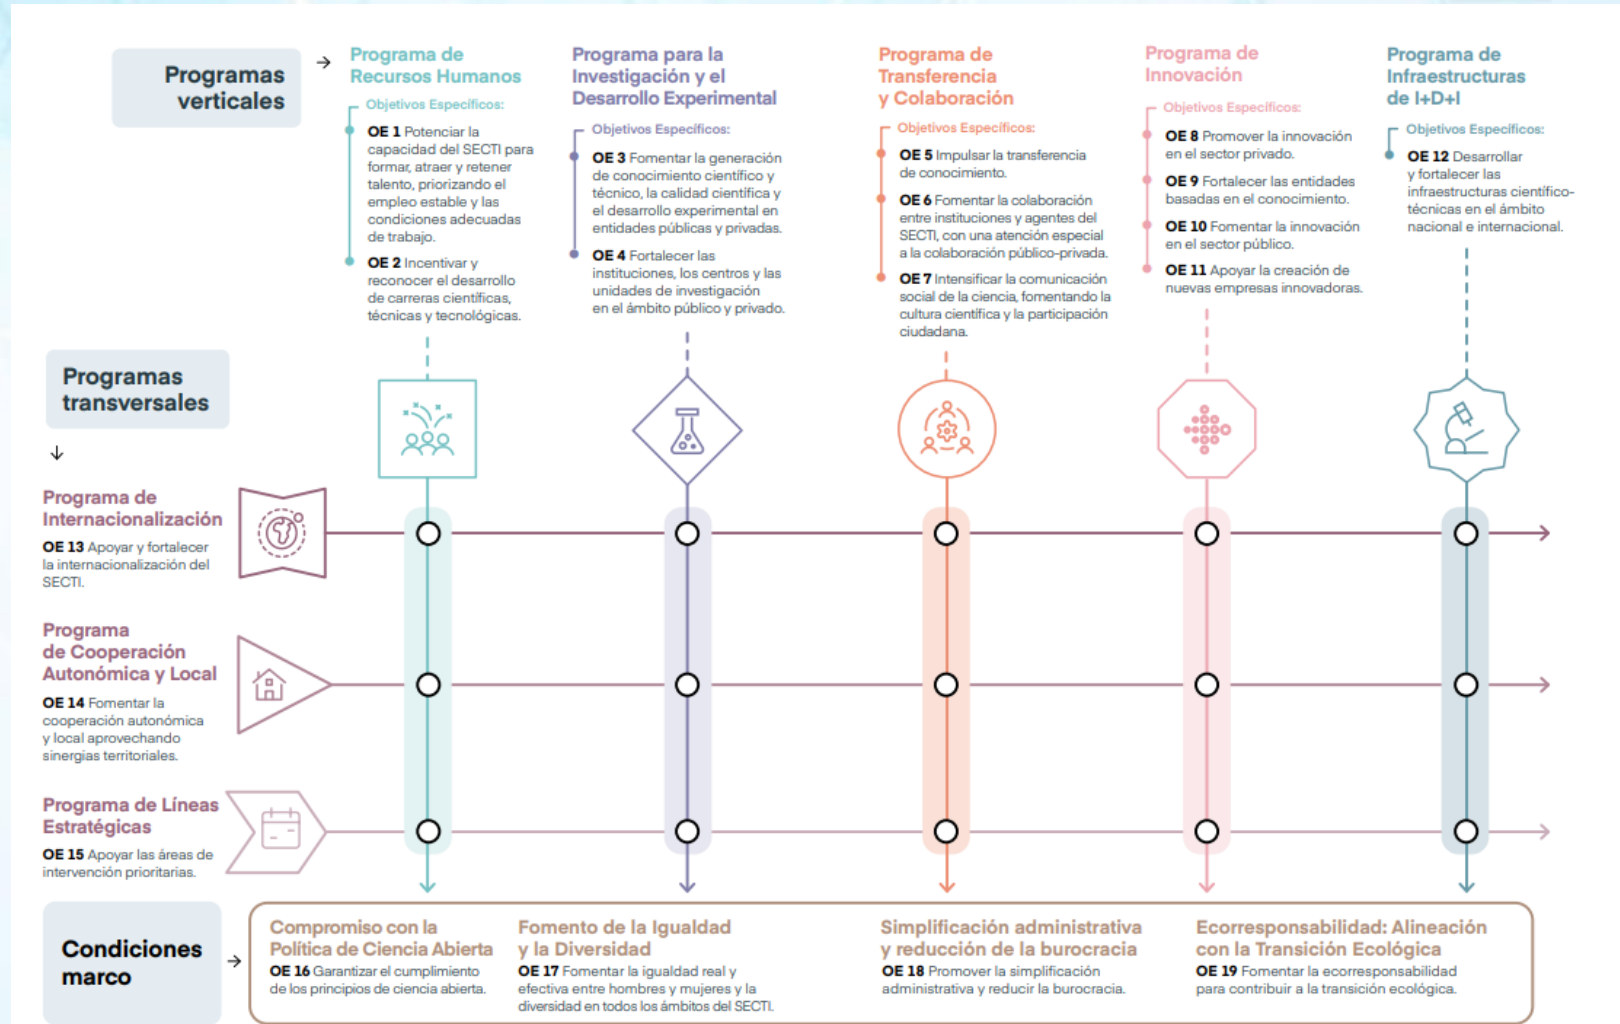 Programas
verticales
→
Programa de
Recursos Humanos
Objetivos Específicos:
OE 1 Potenciar la
capacidad del SECTI para
formar, atraer y retener
talento, priorizando el
empleo estable y las
condiciones adecuadas
de trabajo.
OE 2 Incentivar y
reconocer el desarrollo
de carreras científicas,
técnicas y tecnológicas.
Programa para la
Investigación y el
Desarrollo Experimental
Objetivos Específicos:
OE 3 Fomentar la generación
de conocimiento científico y
técnico, la calidad científica y
el desarrollo experimental en
entidades públicas y privadas.
OE 4 Fortalecer las
instituciones, los centros y las
unidades de investigación
en el ámbito público y privado.
Programa de
Transferencia
y Colaboración
Objetivos Específicos:
OE 5 Impulsar la transferencia
de conocimiento.
OE 6 Fomentar la colaboración
entre instituciones y agentes del
SECTI, con una atención especial
a la colaboración público-privada.
OE 7 Intensificar la comunicación
social de la ciencia, fomentando la
cultura científica y la participación
ciudadana.
Programa de
Innovación
Objetivos Específicos:
OE 8 Promover la innovación
en el sector privado.
OE 9 Fortalecer las entidades
basadas en el conocimiento.
OE 10 Fomentar la innovación
en el sector público.
OE 11 Apoyar la creación de
nuevas empresas innovadoras.
Programa de
Infraestructuras
de I+D+I
Objetivos Específicos:
OE 12 Desarrollar
y fortalecer las
infraestructuras científico-
técnicas en el ámbito
nacional e internacional.
Programas
transversales
↓
Programa de
Internacionalización
OE 13 Apoyar y fortalecer
la internacionalización del
SECTI.
Programa
de Cooperación
Autonómica y Local
OE 14 Fomentar la
cooperación autonómica
y local aprovechando
sinergias territoriales.
Programa de Líneas
Estratégicas
OE 15 Apoyar las áreas de
intervención prioritarias.
Condiciones
marco
→
Compromiso con la
Política de Ciencia Abierta
OE 16 Garantizar el cumplimiento
de los principios de ciencia abierta.
Fomento de la Igualdad
y la Diversidad
OE 17 Fomentar la igualdad real y
efectiva entre hombres y mujeres y la
diversidad en todos los ámbitos del SECTI.
Simplificación administrativa
y reducción de la burocracia
OE 18 Promover la simplificación
administrativa y reducir la burocracia.
Ecorresponsabilidad: Alineación
con la Transición Ecológica
OE 19 Fomentar la ecorresponsabilidad
para contribuir a la transición ecológica.